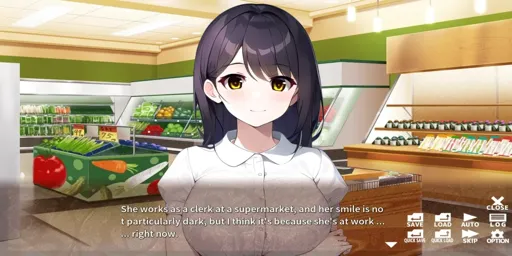 She works as a clerk at a supermarket, and her smile is no
t particularly dark, but I think it's because she's at work ...
... right now.
CLOSE
SAVE
LOAD
AUTO
LOG
QUICK SAVE
QUICK LOAD
SKIP
OPTION